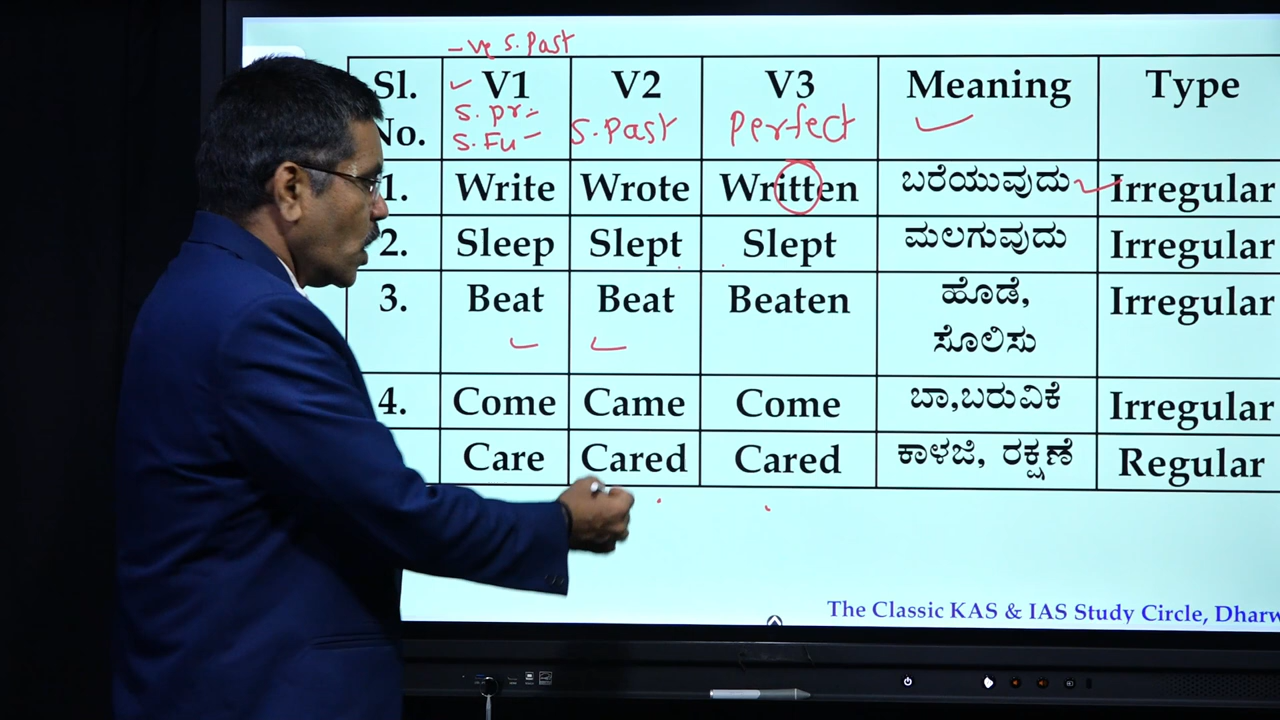 -ve s.Past
Sl. No. V1 V2 V3 Meaning Type
s. pr:- s.Past Perfect
s. Fu -
1. Write Wrote Written ಬರೆಯುವುದು Irregular
2. Sleep Slept Slept ಮಲಗುವುದು Irregular
3. Beat Beat Beaten ಹೊಡೆ, Irregular
ಸೊಲಿಸು
4. Come Came Come ಬಾ,ಬರುವಿಕೆ Irregular
Care Cared Cared ಕಾಳಜಿ, ರಕ್ಷಣೆ Regular
The Classic KAS & IAS Study Circle, Dharw